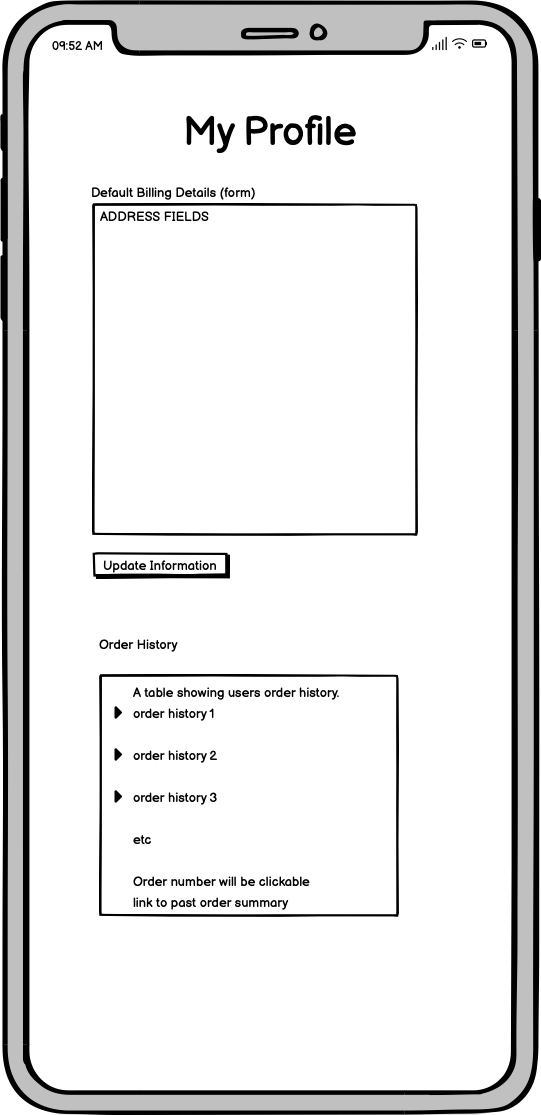 09:52 AM
My Profile
Default Billing Details (form)
ADDRESS FIELDS
Update Information
Order History
A table showing users order history.
order history 1
order history 2
order history 3
etc
Order number will be clickable
link to past order summary